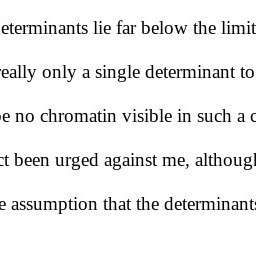 eterminants lie far below the limit
really only a single determinant to
be no chromatin visible in such a c
ct been urged against me, although
e assumption that the determinants